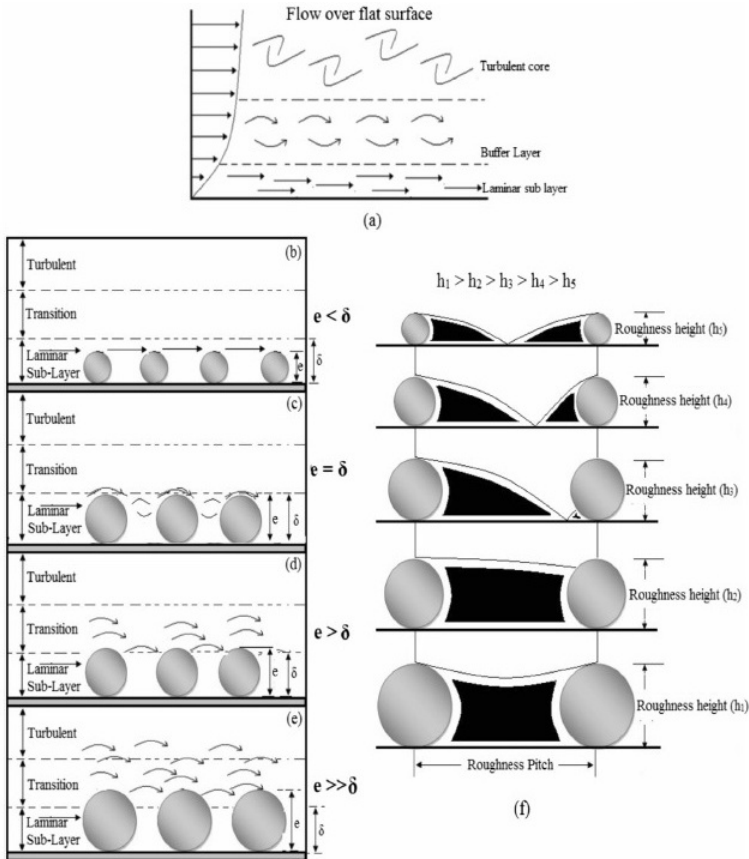 Flow over flat surface
Turbulent core
Buffer Layer
Laminar sub layer
(a)
(b)
Turbulent
Transition
Laminar
Sub-Layer
e
δ
e < δ
(c)
Turbulent
Transition
Laminar
Sub-Layer
e
δ
e = δ
(d)
Turbulent
Transition
Laminar
Sub-Layer
e
δ
e > δ
(e)
Turbulent
Transition
Laminar
Sub-Layer
e
δ
e >>δ
h1 > h2 > h3 > h4 > h5
Roughness height (h5)
Roughness height (h4)
Roughness height (h3)
Roughness height (h2)
Roughness height (h1)
Roughness Pitch
(f)